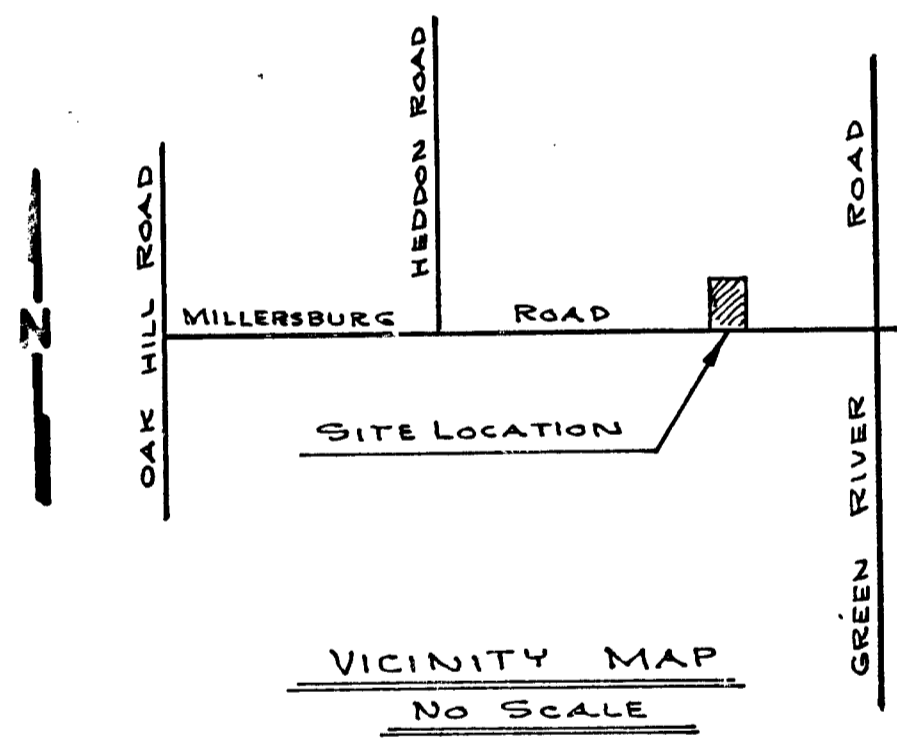 HEDDON ROAD
OAK HILL ROAD
GREEN RIVER ROAD
MILLERSBURG ROAD
N
SITE LOCATION
VICINITY MAP
NO SCALE